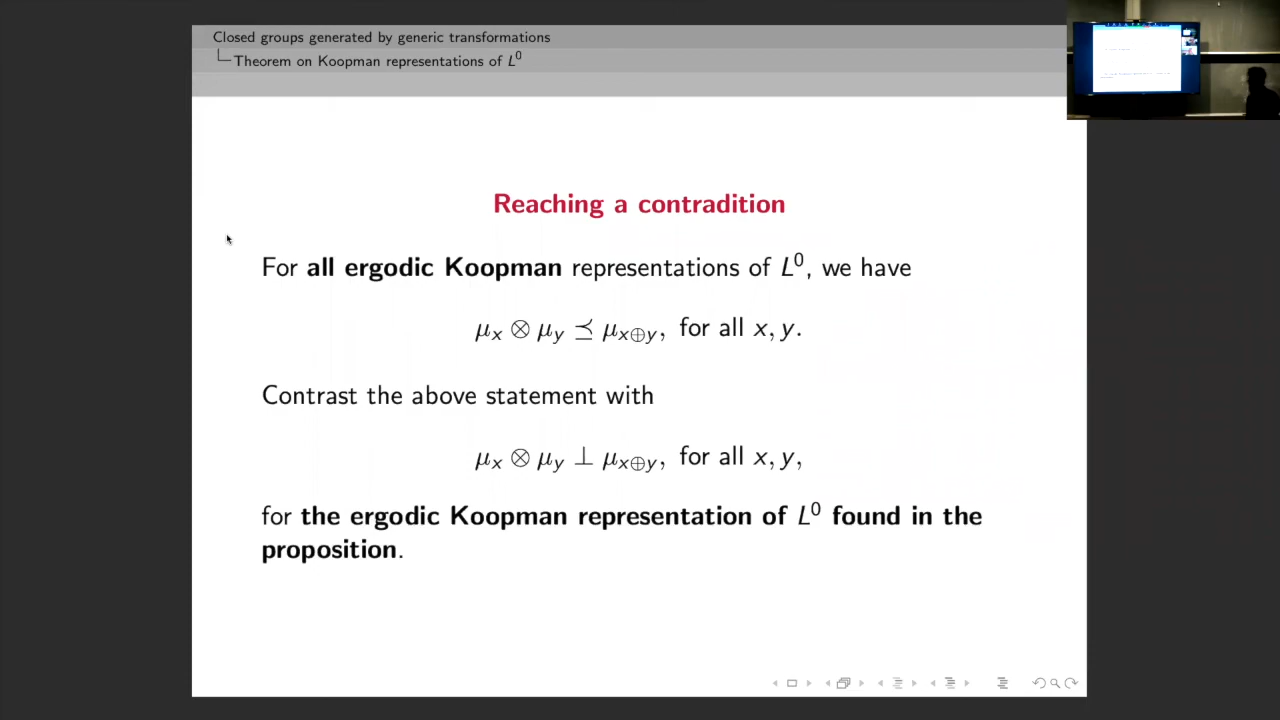 Closed groups generated by generic transformations
Theorem on Koopman representations of L⁰
Reaching a contradition
For all ergodic Koopman representations of L⁰, we have
μ_x ⊗ μ_y ⪯ μ_{x⊕y}, for all x, y.
Contrast the above statement with
μ_x ⊗ μ_y ⊥ μ_{x⊕y}, for all x, y,
for the ergodic Koopman representation of L⁰ found in the
proposition.